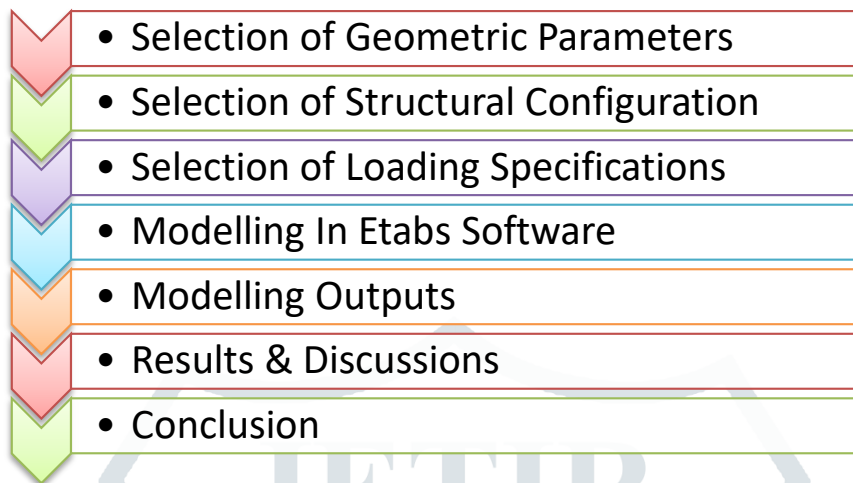 • Selection of Geometric Parameters
• Selection of Structural Configuration
• Selection of Loading Specifications
• Modelling In Etabs Software
• Modelling Outputs
• Results & Discussions
• Conclusion
JETIR